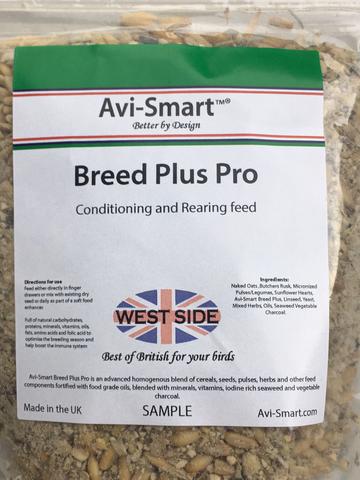 Avi-Smart™®
Better by Design
Breed Plus Pro
Conditioning and Rearing feed
Directions for use
Feed either directly in finger
drawers or mix with existing dry
seed or daily as part of a soft food
enhancer.
Full of natural carbohydrates,
proteins, minerals, vitamins, oils,
fats, amino acids and folic acid to
optimise the breeding season and
help boost the immune system
Ingredients:
Naked Oats ,Butchers Rusk, Micronized
Pulses/Legumes, Sunflower Hearts,
Avi-Smart Breed Plus, Linseed, Yeast,
Mixed Herbs, Oils, Seaweed Vegetable
Charcoal.
WEST SIDE
Best of British for your birds
Avi-Smart Breed Plus Pro is an advanced homogenous blend of cereals, seeds, pulses, herbs and other feed
components fortified with food grade oils, blended with minerals, vitamins, iodine rich seaweed and vegetable
charcoal.
Made in the UK
SAMPLE
Avi-Smart.com